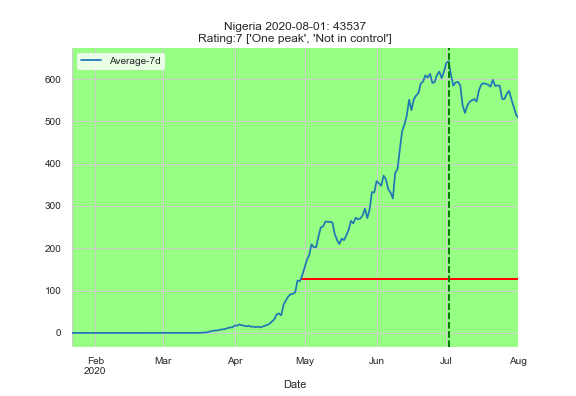 Nigeria 2020-08-01: 43537
Rating:7 ['One peak', 'Not in control']
Average-7d
600
500
400
300
200
100
0
Feb Mar Apr May Jun Jul Aug
2020
Date